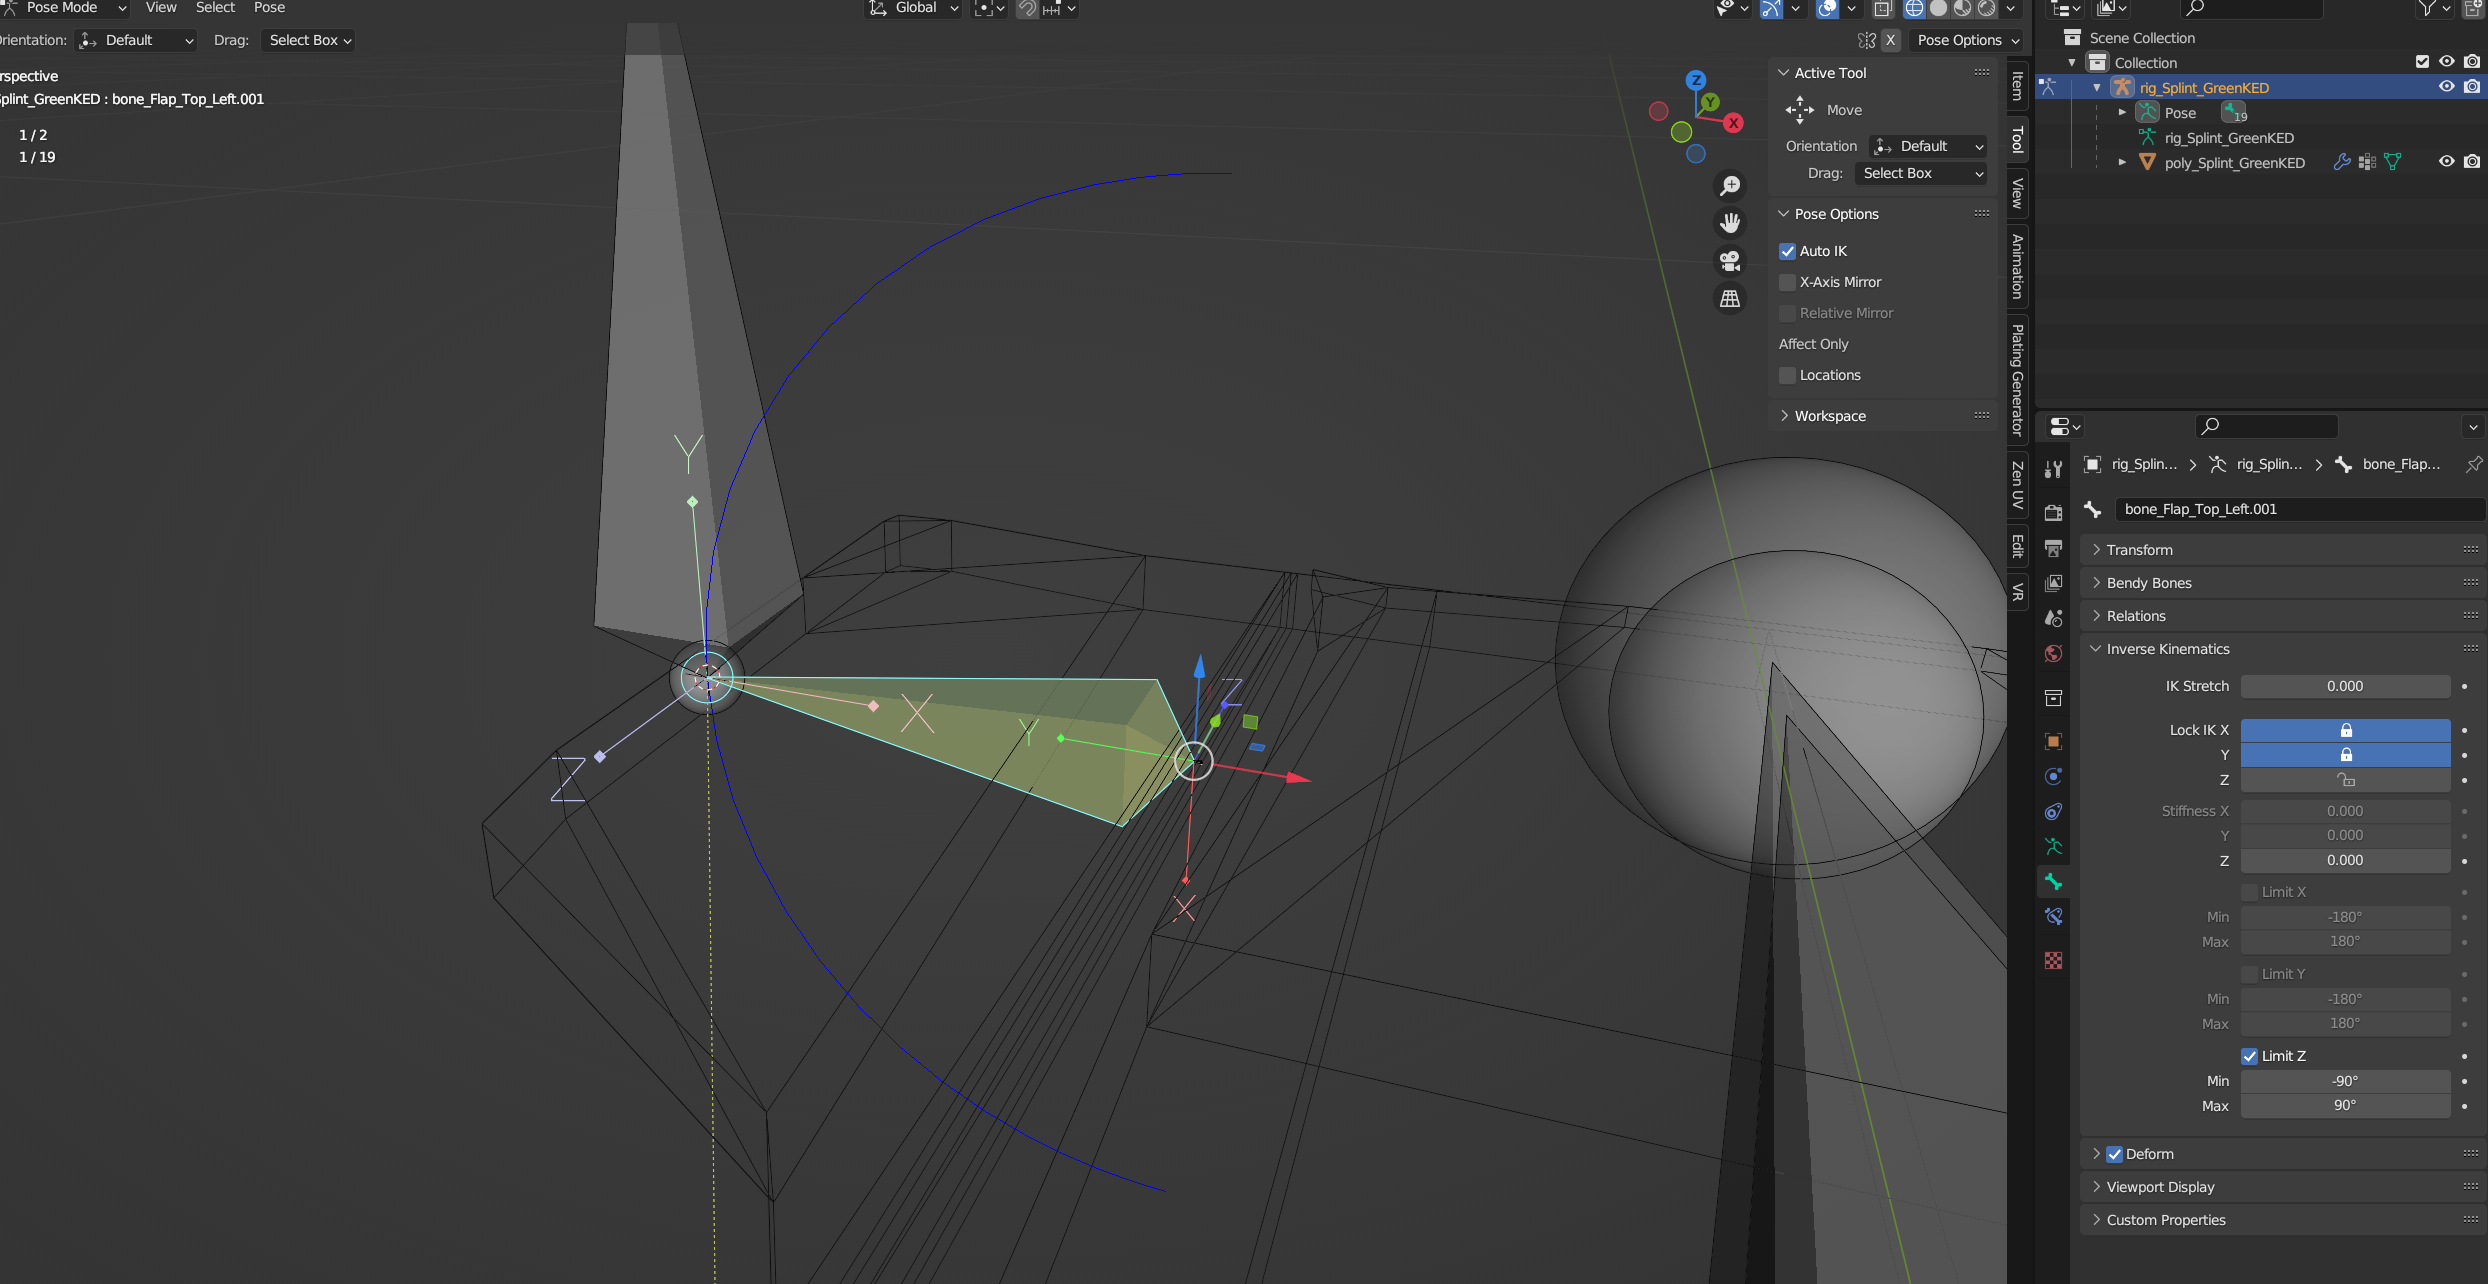 Pose Mode View Select Pose Global
rientation: Default Drag: Select Box X Pose Options
rspective
Splint_GreenKED : bone_Flap_Top_Left.001
1 / 2
1 / 19
Z
Y
X
Y
X
Z
Y
Z
X
Active Tool
Move
Orientation Default
Drag: Select Box
Pose Options
Auto IK
X-Axis Mirror
Relative Mirror
Affect Only
Locations
Workspace
Item
Tool
View
Animation
Plating Generator
Zen UV
Edit
VR
Scene Collection
Collection
rig_Splint_GreenKED
Pose 19
rig_Splint_GreenKED
poly_Splint_GreenKED
rig_Splin... rig_Splin... bone_Flap...
bone_Flap_Top_Left.001
Transform
Bendy Bones
Relations
Inverse Kinematics
IK Stretch 0.000
Lock IK X
Y
Z
Stiffness X 0.000
Y 0.000
Z 0.000
Limit X
Min -180°
Max 180°
Limit Y
Min -180°
Max 180°
Limit Z
Min -90°
Max 90°
Deform
Viewport Display
Custom Properties